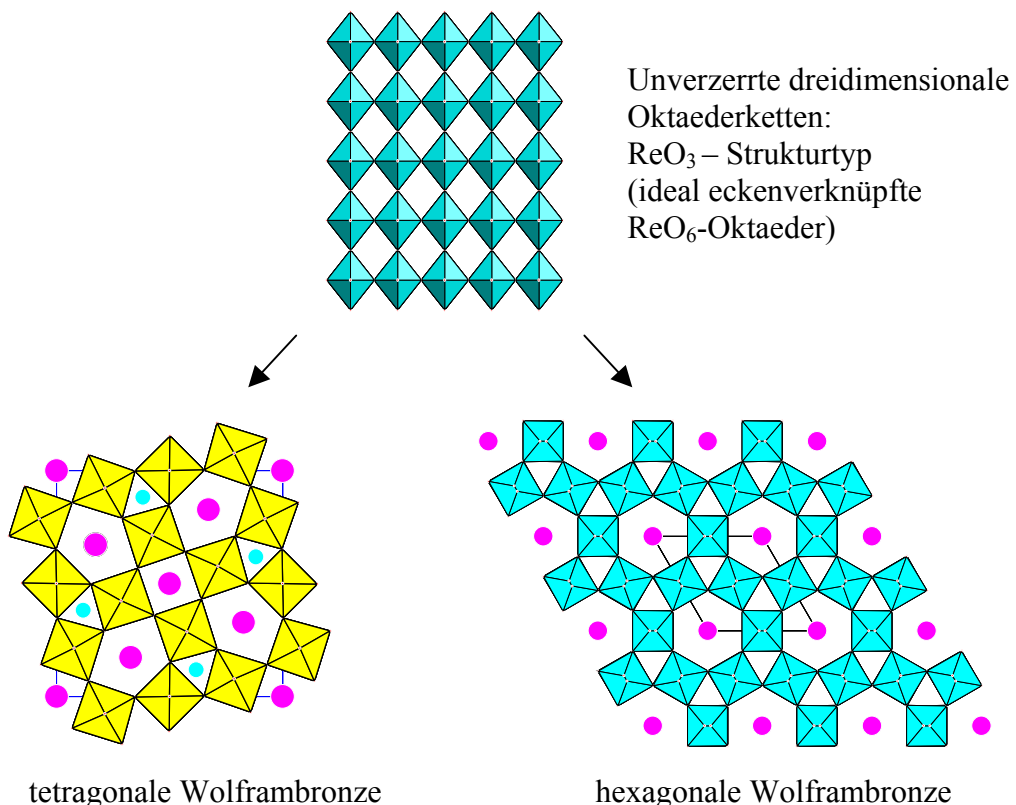 Unverzerrte dreidimensionale
Oktaederketten:
ReO₃ – Strukturtyp
(ideal eckenverknüpfte
ReO₆-Oktaeder)
tetragonale Wolframbronze
hexagonale Wolframbronze